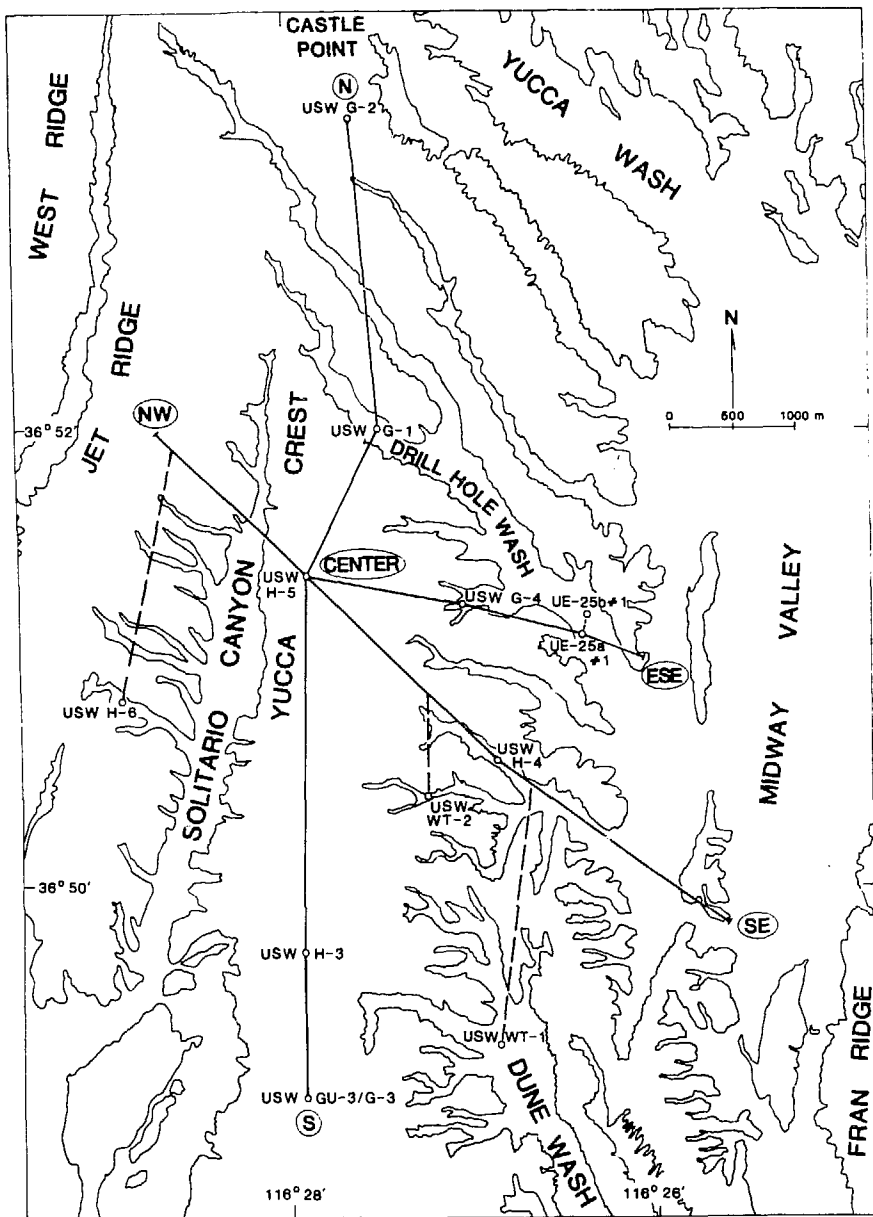 CASTLE
POINT
N
USW G-2
YUCCA
WASH
WEST RIDGE
JET RIDGE
N
0 500 1000 m
NW
36° 52'
USW G-1
CREST
DRILL HOLE WASH
CENTER
USW
H-5
USW G-4
UE-25b#1
UE-25a
#1
ESE
MIDWAY VALLEY
SOLITARIO CANYON
YUCCA
USW H-6
USW
H-4
USW
WT-2
36° 50'
SE
USW H-3
USW WT-1
USW GU-3/G-3
S
DUNE WASH
FRAN RIDGE
116° 28'
116° 26'